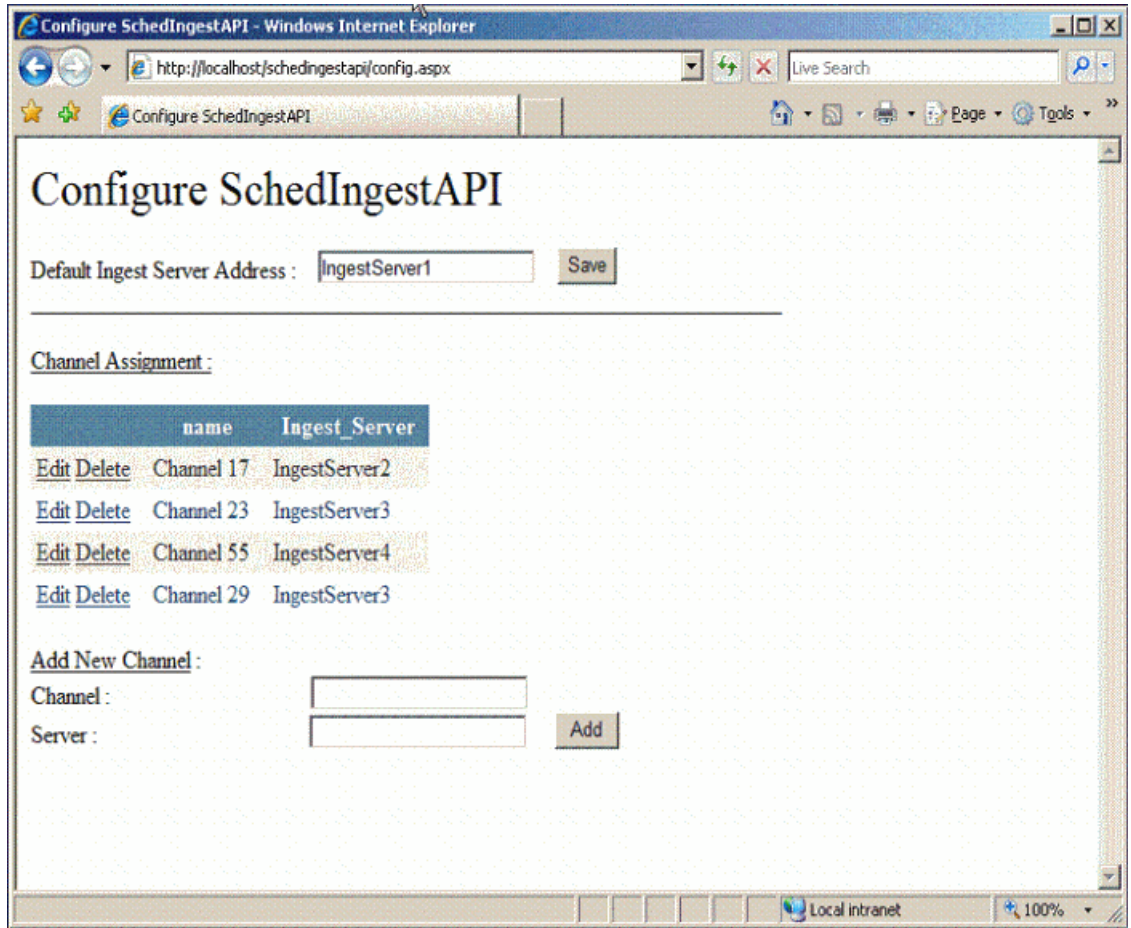 Configure SchedIngestAPI - Windows Internet Explorer
http://localhost/schedingestapi/config.aspx
Live Search
Configure SchedIngestAPI
Page
Tools
»
Configure SchedIngestAPI
Default Ingest Server Address : IngestServer1 Save
Channel Assignment :
name Ingest_Server
Edit Delete Channel 17 IngestServer2
Edit Delete Channel 23 IngestServer3
Edit Delete Channel 55 IngestServer4
Edit Delete Channel 29 IngestServer3
Add New Channel :
Channel :
Server : Add
Local intranet 100%